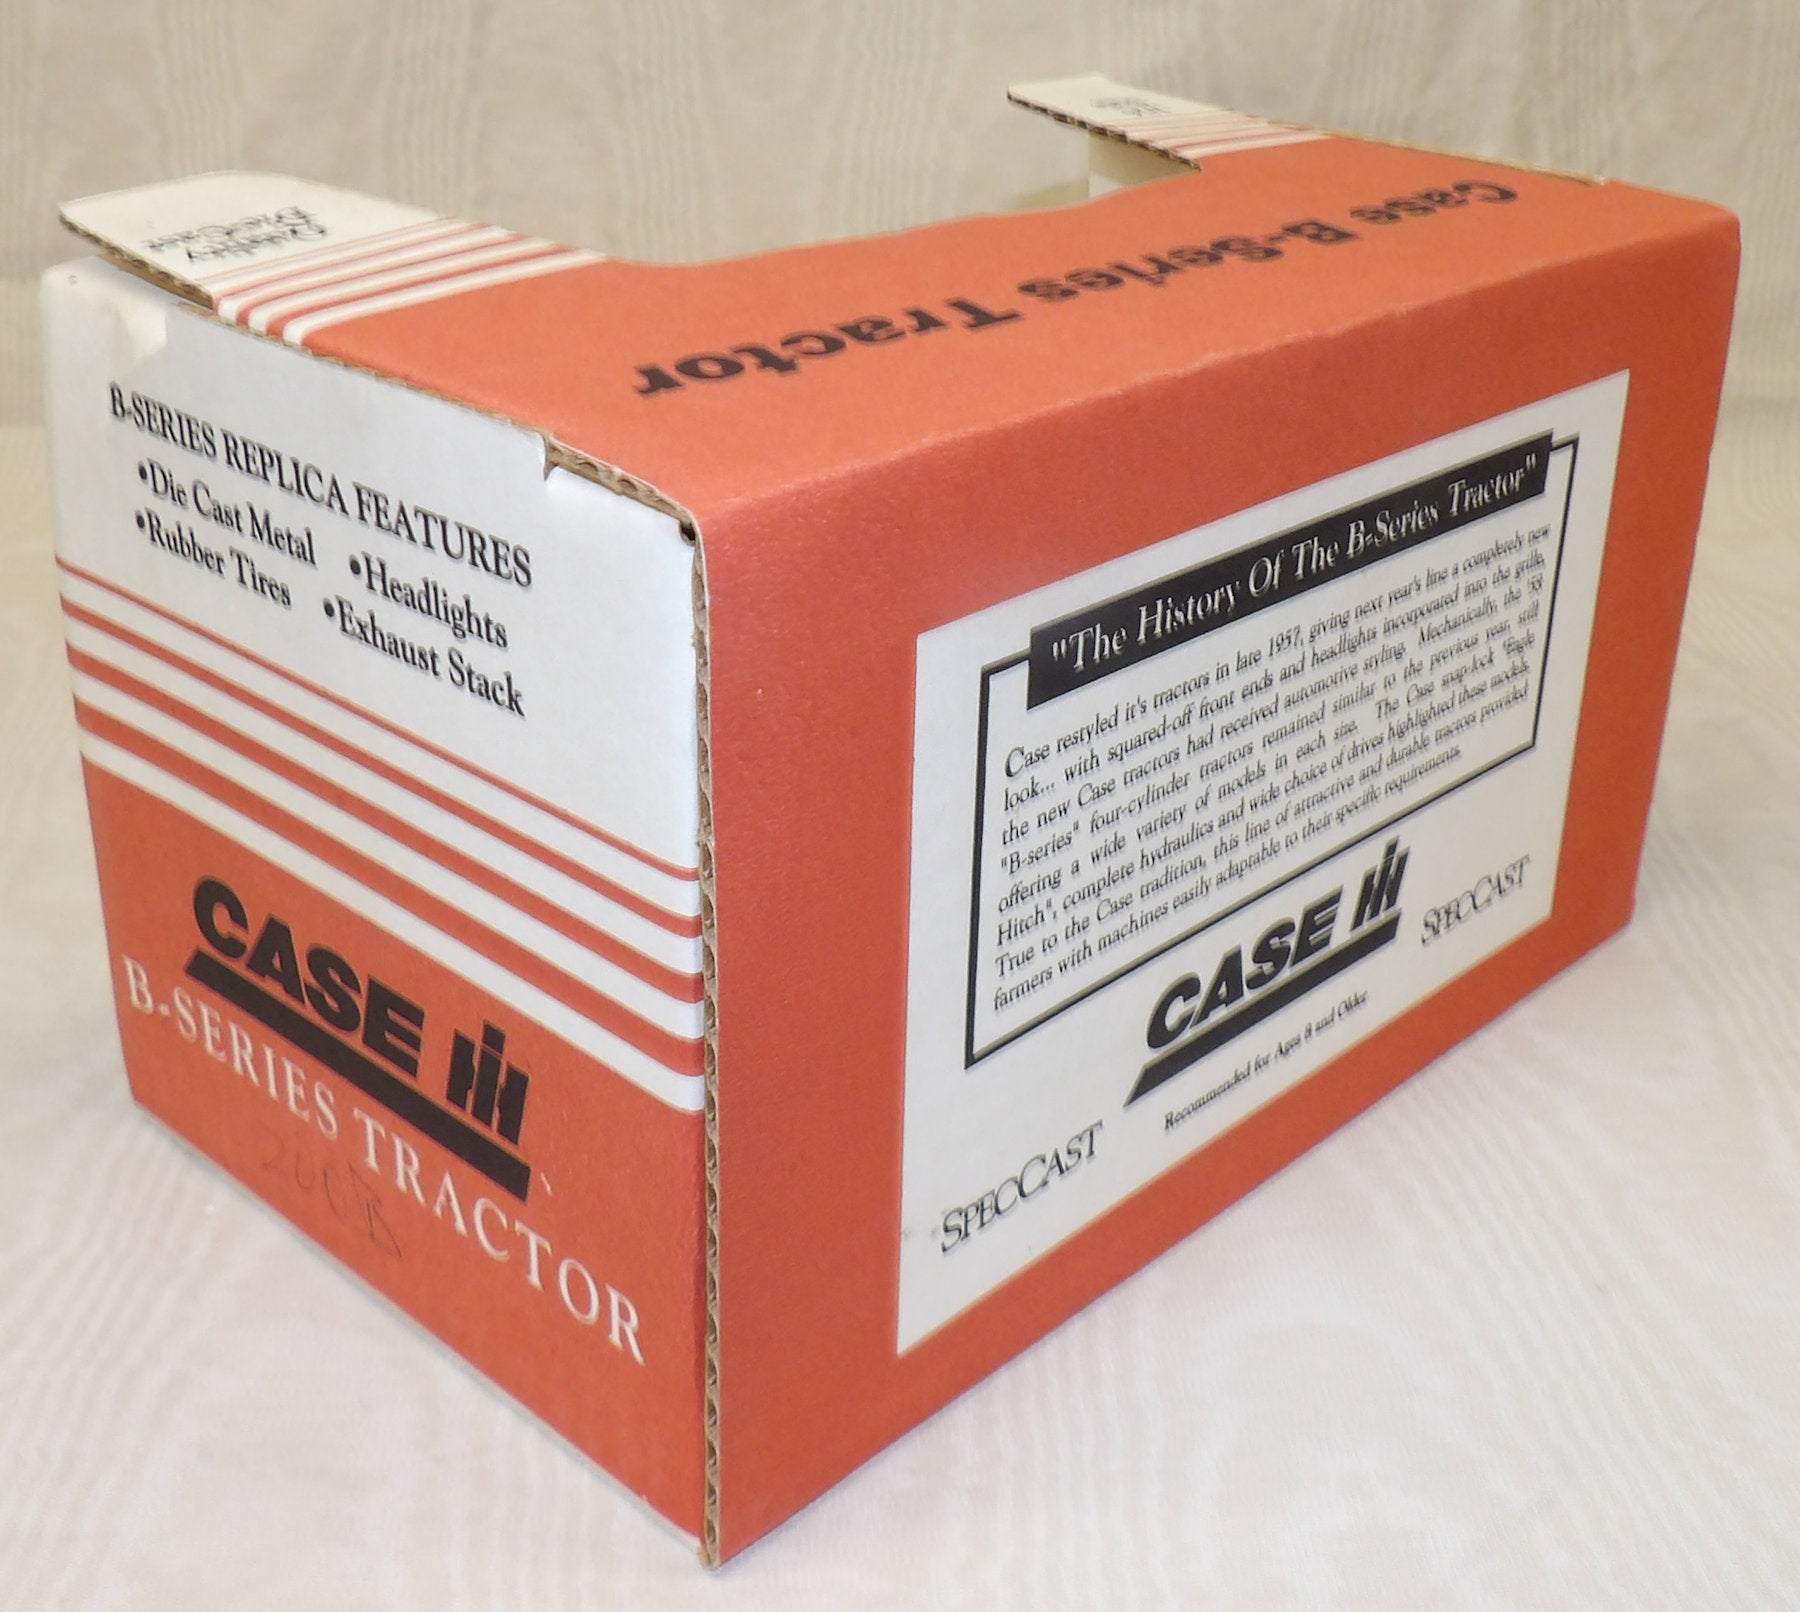 Quality
Die-Cast
Case B-Series Tractor
B-SERIES REPLICA FEATURES
•Die Cast Metal •Headlights
•Rubber Tires •Exhaust Stack
CASE IH
B-SERIES TRACTOR
200B
"The History Of The B-Series Tractor"
Case restyled it's tractors in late 1957, giving next year's line a completely new
look... with squared-off front ends and headlights incorporated into the grille,
the new Case tractors had received automotive styling. Mechanically, the '58
"B-series" four-cylinder tractors remained similar to the previous year, still
offering a wide variety of models in each size. The Case snap-lock "Eagle
Hitch", complete hydraulics and wide choice of drives highlighted these models.
True to the Case tradition, this line of attractive and durable tractors provided
farmers with machines easily adaptable to their specific requirements.
CASE IH
SPECCAST
SPECCAST
Recommended for Ages 8 and Older.